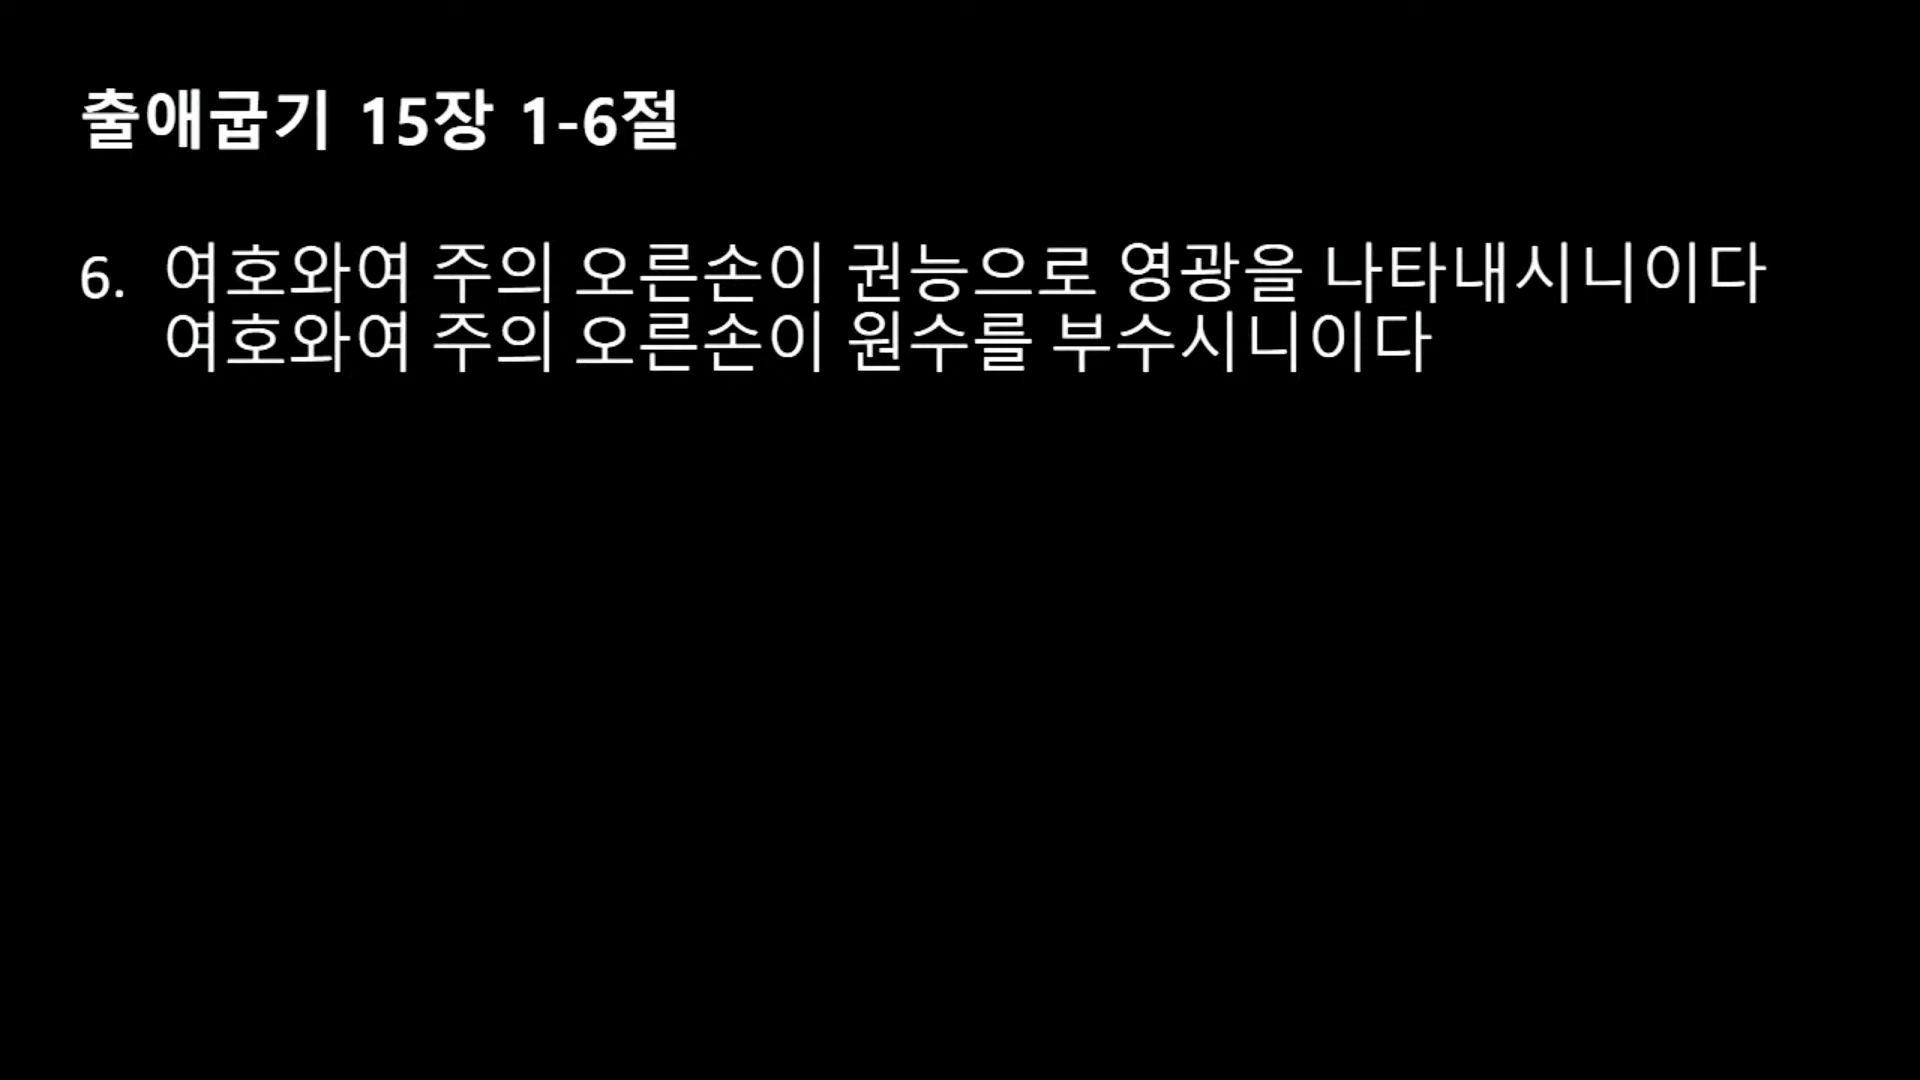 출애굽기 15장 1-6절
6. 여호와여 주의 오른손이 권능으로 영광을 나타내시니이다
여호와여 주의 오른손이 원수를 부수시니이다